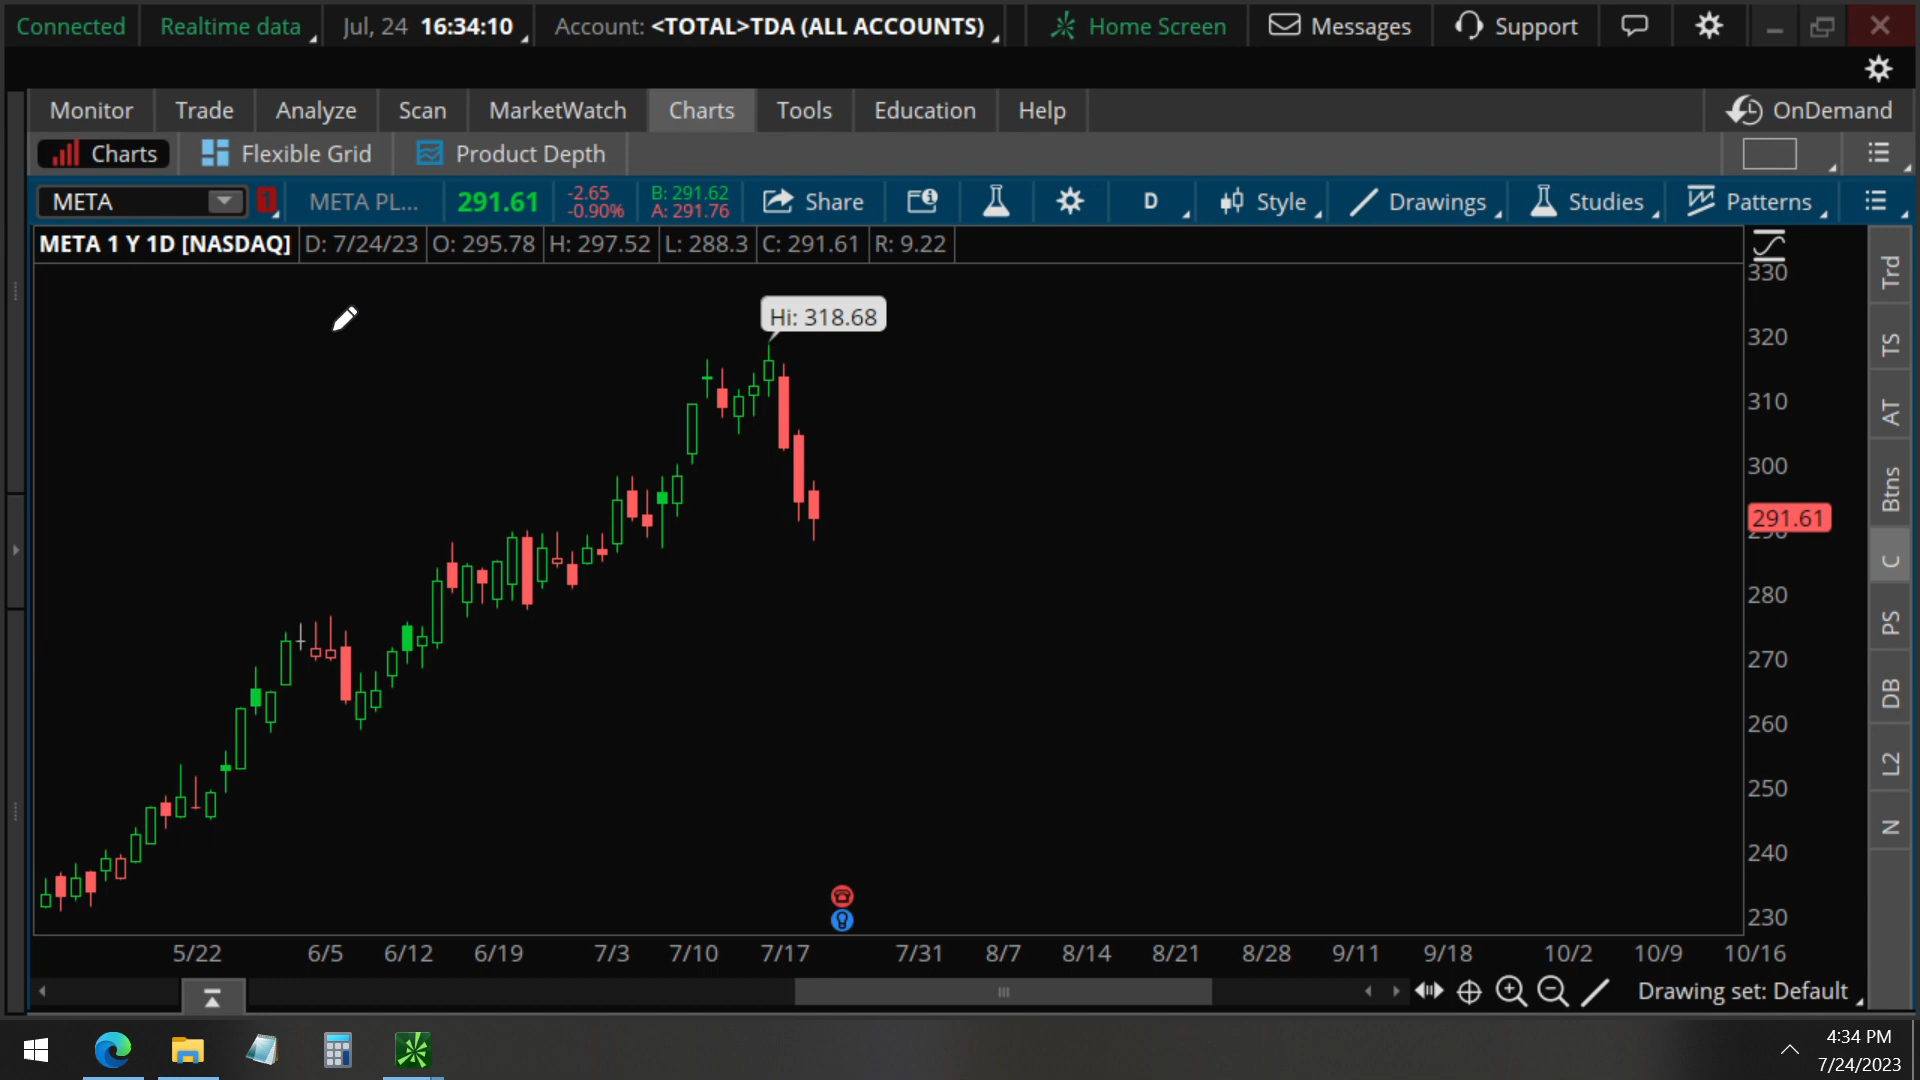 Connected Realtime data Jul, 24 16:34:10 Account: <TOTAL>TDA (ALL ACCOUNTS) Home Screen Messages Support
Monitor Trade Analyze Scan MarketWatch Charts Tools Education Help OnDemand
Charts Flexible Grid Product Depth
META 1 META PL... 291.61 -2.65 -0.90% B: 291.62 A: 291.76 Share D Style Drawings Studies Patterns
META 1 Y 1D [NASDAQ] D: 7/24/23 O: 295.78 H: 297.52 L: 288.3 C: 291.61 R: 9.22
Hi: 318.68
330
320
310
300
291.61
290
280
270
260
250
240
230
Trd
TS
AT
Btns
C
PS
DB
L2
N
5/22 6/5 6/12 6/19 7/3 7/10 7/17 7/31 8/7 8/14 8/21 8/28 9/11 9/18 10/2 10/9 10/16
Drawing set: Default
4:34 PM
7/24/2023